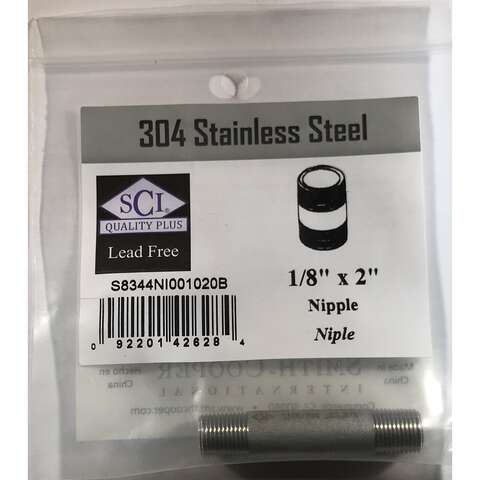 304 Stainless Steel
SCI
QUALITY PLUS
Lead Free
S8344NI001020B
0 92201 42628 4
1/8" x 2"
Nipple
Niple
Made in
China
Hecho en
China
SMITH-COOPER
INTERNATIONAL
www.smithcooper.com